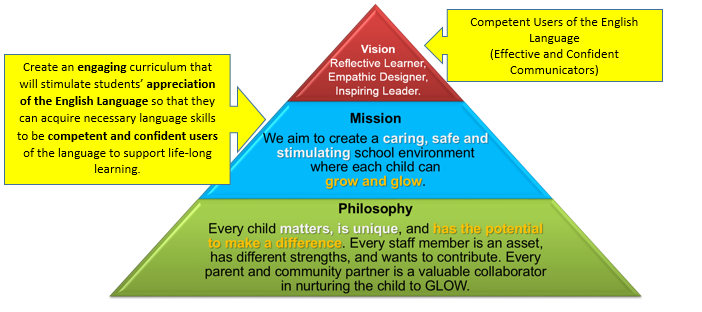 Competent Users of the English
Language
(Effective and Confident
Communicators)
Vision
Reflective Learner,
Empathic Designer,
Inspiring Leader.
Create an engaging curriculum that
will stimulate students’ appreciation
of the English Language so that they
can acquire necessary language skills
to be competent and confident users
of the language to support life-long
learning.
Mission
We aim to create a caring, safe and
stimulating school environment
where each child can
grow and glow.
Philosophy
Every child matters, is unique, and has the potential
to make a difference. Every staff member is an asset,
has different strengths, and wants to contribute. Every
parent and community partner is a valuable collaborator
in nurturing the child to GLOW.